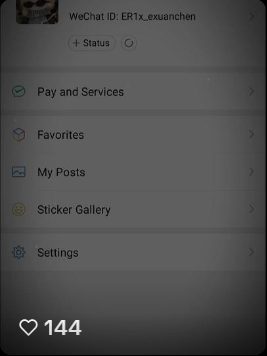 WeChat ID: ER1x_exuanchen
+ Status
Pay and Services
Favorites
My Posts
Sticker Gallery
Settings
144